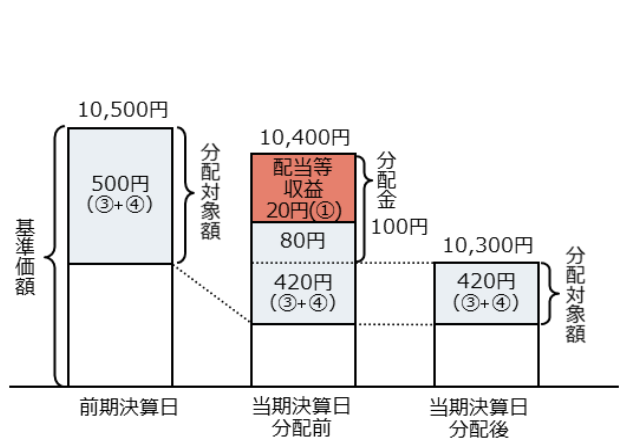 10,500円
500円
(③+④)
分配対象額
基準価額
前期決算日
10,400円
配当等
収益
20円(①)
80円
420円
(③+④)
分配金
100円
当期決算日
分配前
10,300円
420円
(③+④)
分配対象額
当期決算日
分配後